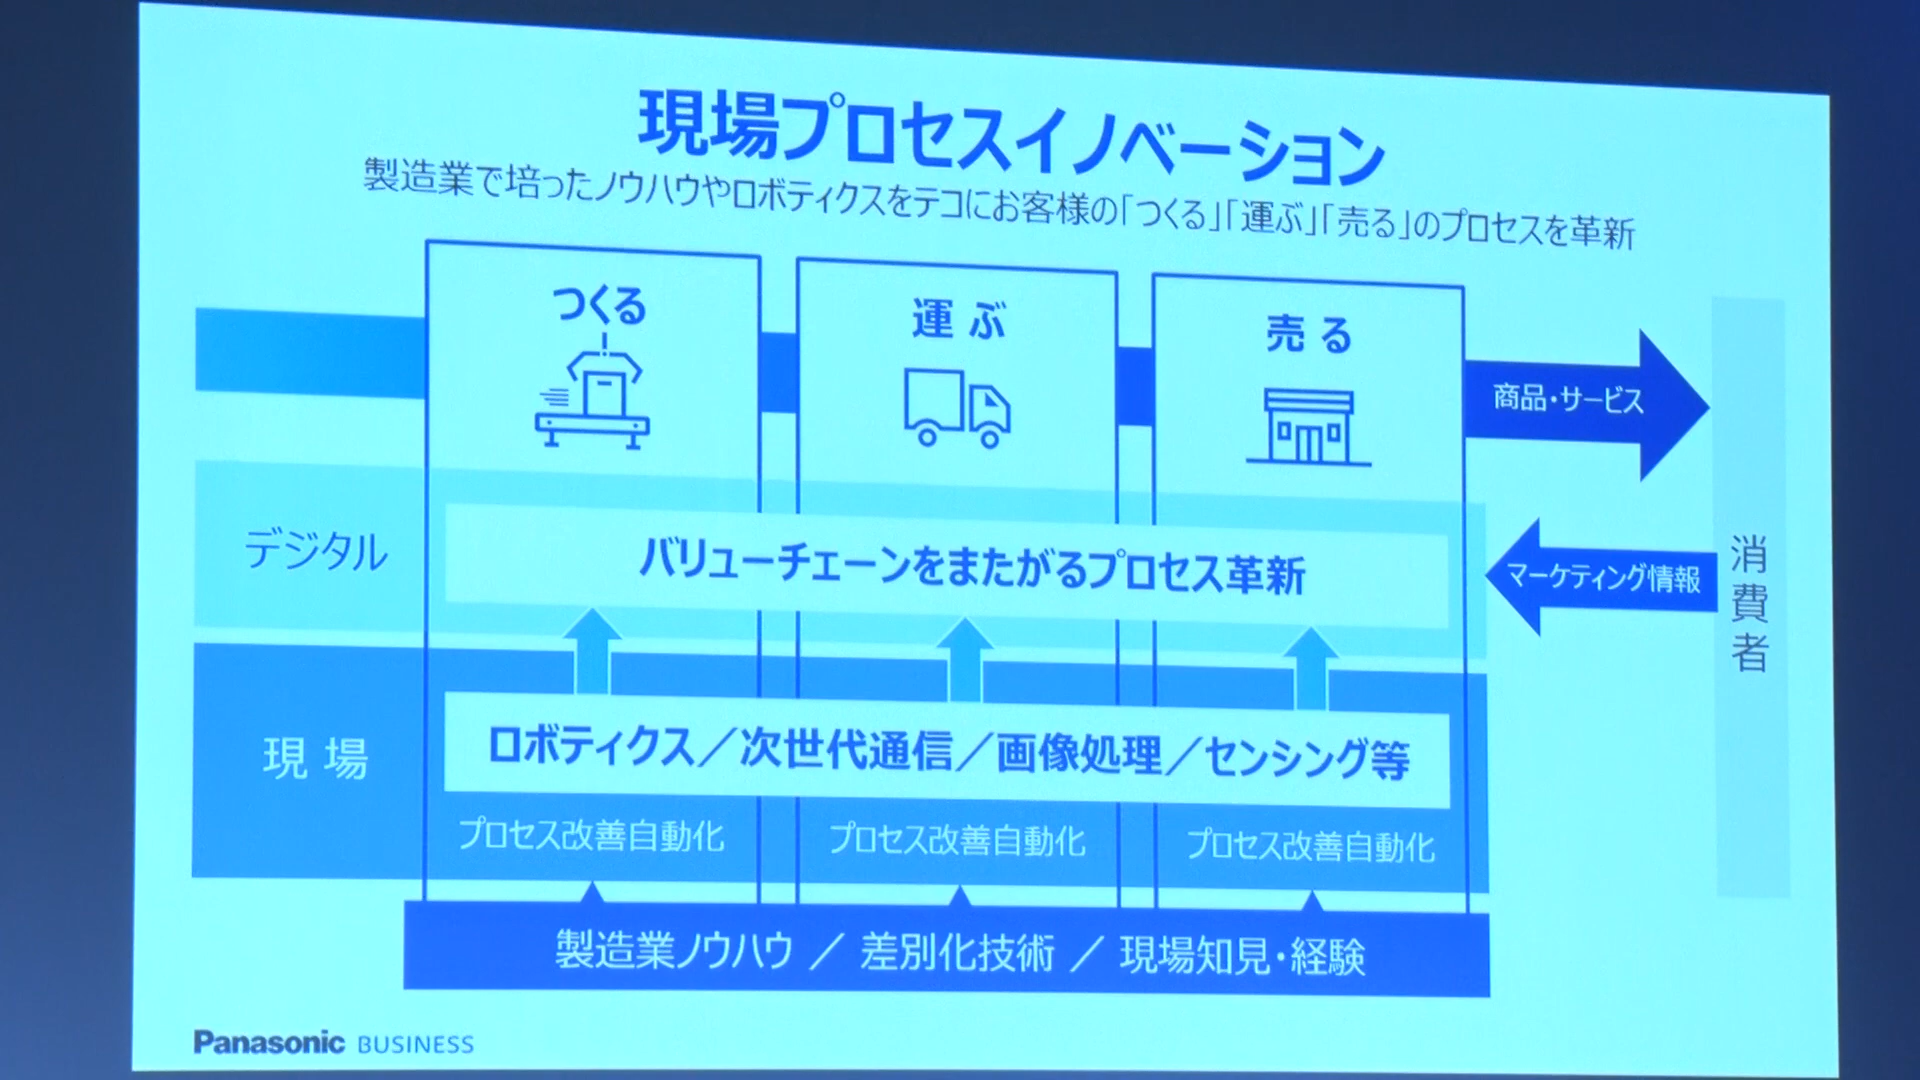 現場プロセスイノベーション
製造業で培ったノウハウやロボティクスをテコにお客様の「つくる」「運ぶ」「売る」のプロセスを革新
つくる
運ぶ
売る
商品・サービス
デジタル
バリューチェーンをまたがるプロセス革新
マーケティング情報
消費者
現場
ロボティクス／次世代通信／画像処理／センシング等
プロセス改善自動化
プロセス改善自動化
プロセス改善自動化
製造業ノウハウ ／ 差別化技術 ／ 現場知見・経験
Panasonic BUSINESS